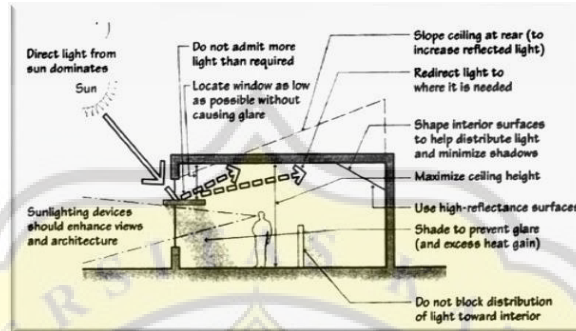 Direct light from
sun dominates
Sun
Do not admit more
light than required
Locate window as low
as possible without
causing glare
Sunlighting devices
should enhance views
and architecture
Slope ceiling at rear (to
increase reflected light)
Redirect light to
where it is needed
Shape interior surfaces
to help distribute light
and minimize shadows
Maximize ceiling height
Use high-reflectance surfaces
Shade to prevent glare
(and excess heat gain)
Do not block distribution
of light toward interior